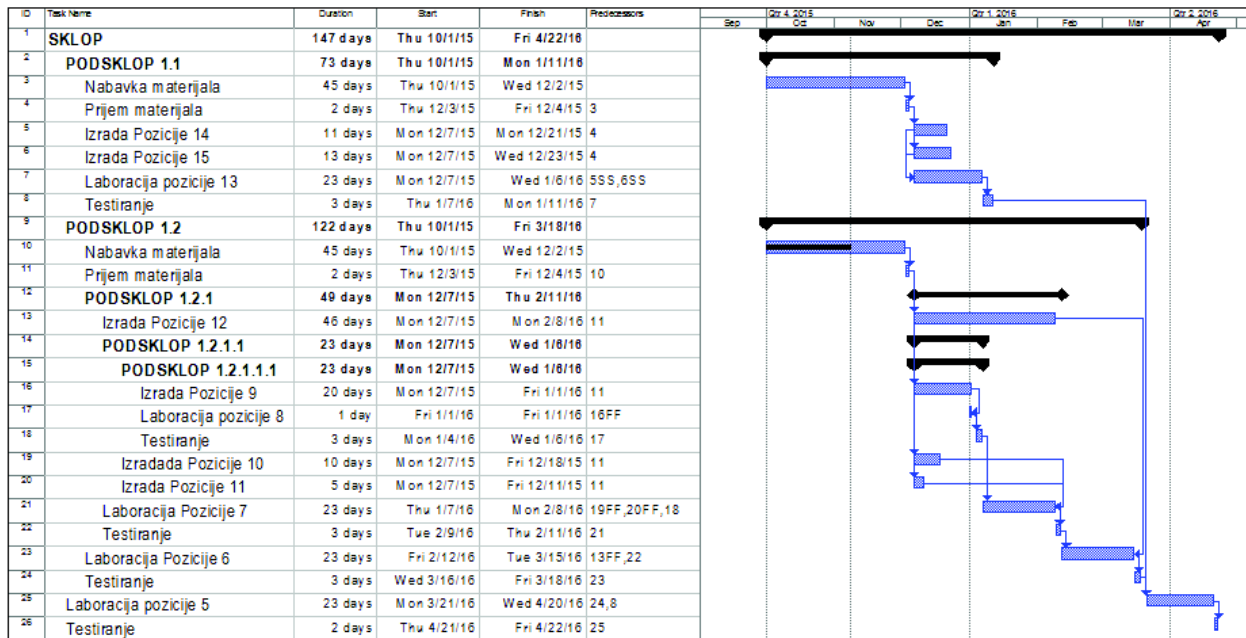 ID Task Name Duration Start Finish Predecessors
Qtr 4, 2015 Qtr 1, 2016 Qtr 2, 2016
Sep Oct Nov Dec Jan Feb Mar Apr
1 SKLOP 147 days Thu 10/1/15 Fri 4/22/16
2 PODSKLOP 1.1 73 days Thu 10/1/15 Mon 1/11/16
3 Nabavka materijala 45 days Thu 10/1/15 Wed 12/2/15
4 Prijem materijala 2 days Thu 12/3/15 Fri 12/4/15 3
5 Izrada Pozicije 14 11 days Mon 12/7/15 Mon 12/21/15 4
6 Izrada Pozicije 15 13 days Mon 12/7/15 Wed 12/23/15 4
7 Laboracija pozicije 13 23 days Mon 12/7/15 Wed 1/6/16 5SS,6SS
8 Testiranje 3 days Thu 1/7/16 Mon 1/11/16 7
9 PODSKLOP 1.2 122 days Thu 10/1/15 Fri 3/18/16
10 Nabavka materijala 45 days Thu 10/1/15 Wed 12/2/15
11 Prijem materijala 2 days Thu 12/3/15 Fri 12/4/15 10
12 PODSKLOP 1.2.1 49 days Mon 12/7/15 Thu 2/11/16
13 Izrada Pozicije 12 46 days Mon 12/7/15 Mon 2/8/16 11
14 PODSKLOP 1.2.1.1 23 days Mon 12/7/15 Wed 1/6/16
15 PODSKLOP 1.2.1.1.1 23 days Mon 12/7/15 Wed 1/6/16
16 Izrada Pozicije 9 20 days Mon 12/7/15 Fri 1/1/16 11
17 Laboracija pozicije 8 1 day Fri 1/1/16 Fri 1/1/16 16FF
18 Testiranje 3 days Mon 1/4/16 Wed 1/6/16 17
19 Izradada Pozicije 10 10 days Mon 12/7/15 Fri 12/18/15 11
20 Izrada Pozicije 11 5 days Mon 12/7/15 Fri 12/11/15 11
21 Laboracija Pozicije 7 23 days Thu 1/7/16 Mon 2/8/16 19FF,20FF,18
22 Testiranje 3 days Tue 2/9/16 Thu 2/11/16 21
23 Laboracija Pozicije 6 23 days Fri 2/12/16 Tue 3/15/16 13FF,22
24 Testiranje 3 days Wed 3/16/16 Fri 3/18/16 23
25 Laboracija pozicije 5 23 days Mon 3/21/16 Wed 4/20/16 24,8
26 Testiranje 2 days Thu 4/21/16 Fri 4/22/16 25